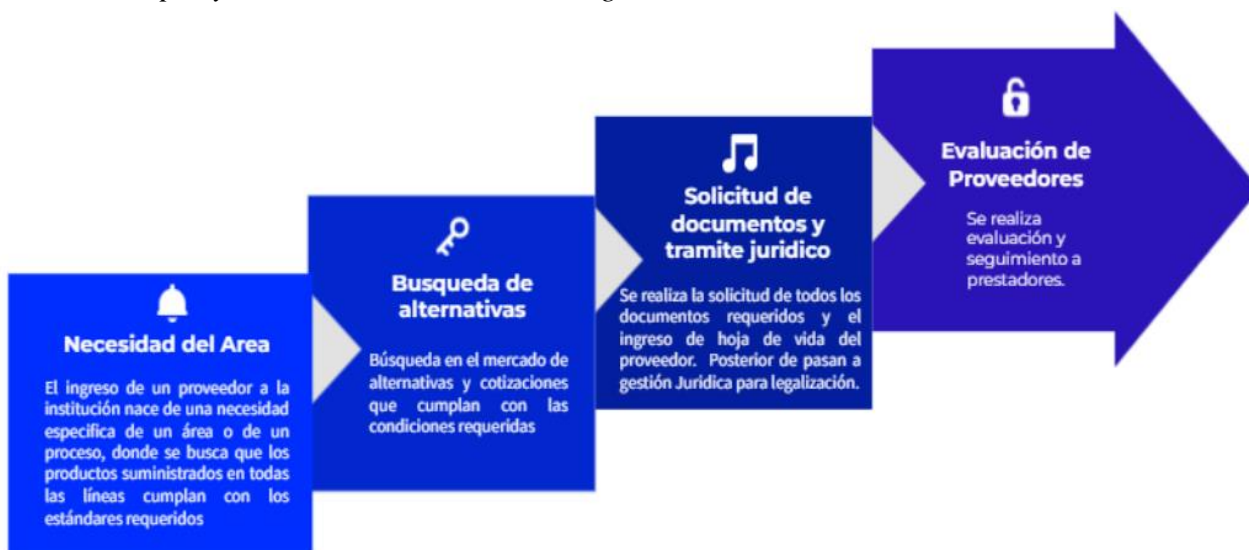 Necesidad del Area
El ingreso de un proveedor a la
institución nace de una necesidad
especifica de un área o de un
proceso, donde se busca que los
productos suministrados en todas
las líneas cumplan con los
estándares requeridos
Busqueda de
alternativas
Búsqueda en el mercado de
alternativas y cotizaciones
que cumplan con las
condiciones requeridas
Solicitud de
documentos y
tramite juridico
Se realiza la solicitud de todos los
documentos requeridos y el
ingreso de hoja de vida del
proveedor. Posterior de pasan a
gestión Juridica para legalización.
Evaluación de
Proveedores
Se realiza
evaluación y
seguimiento a
prestadores.